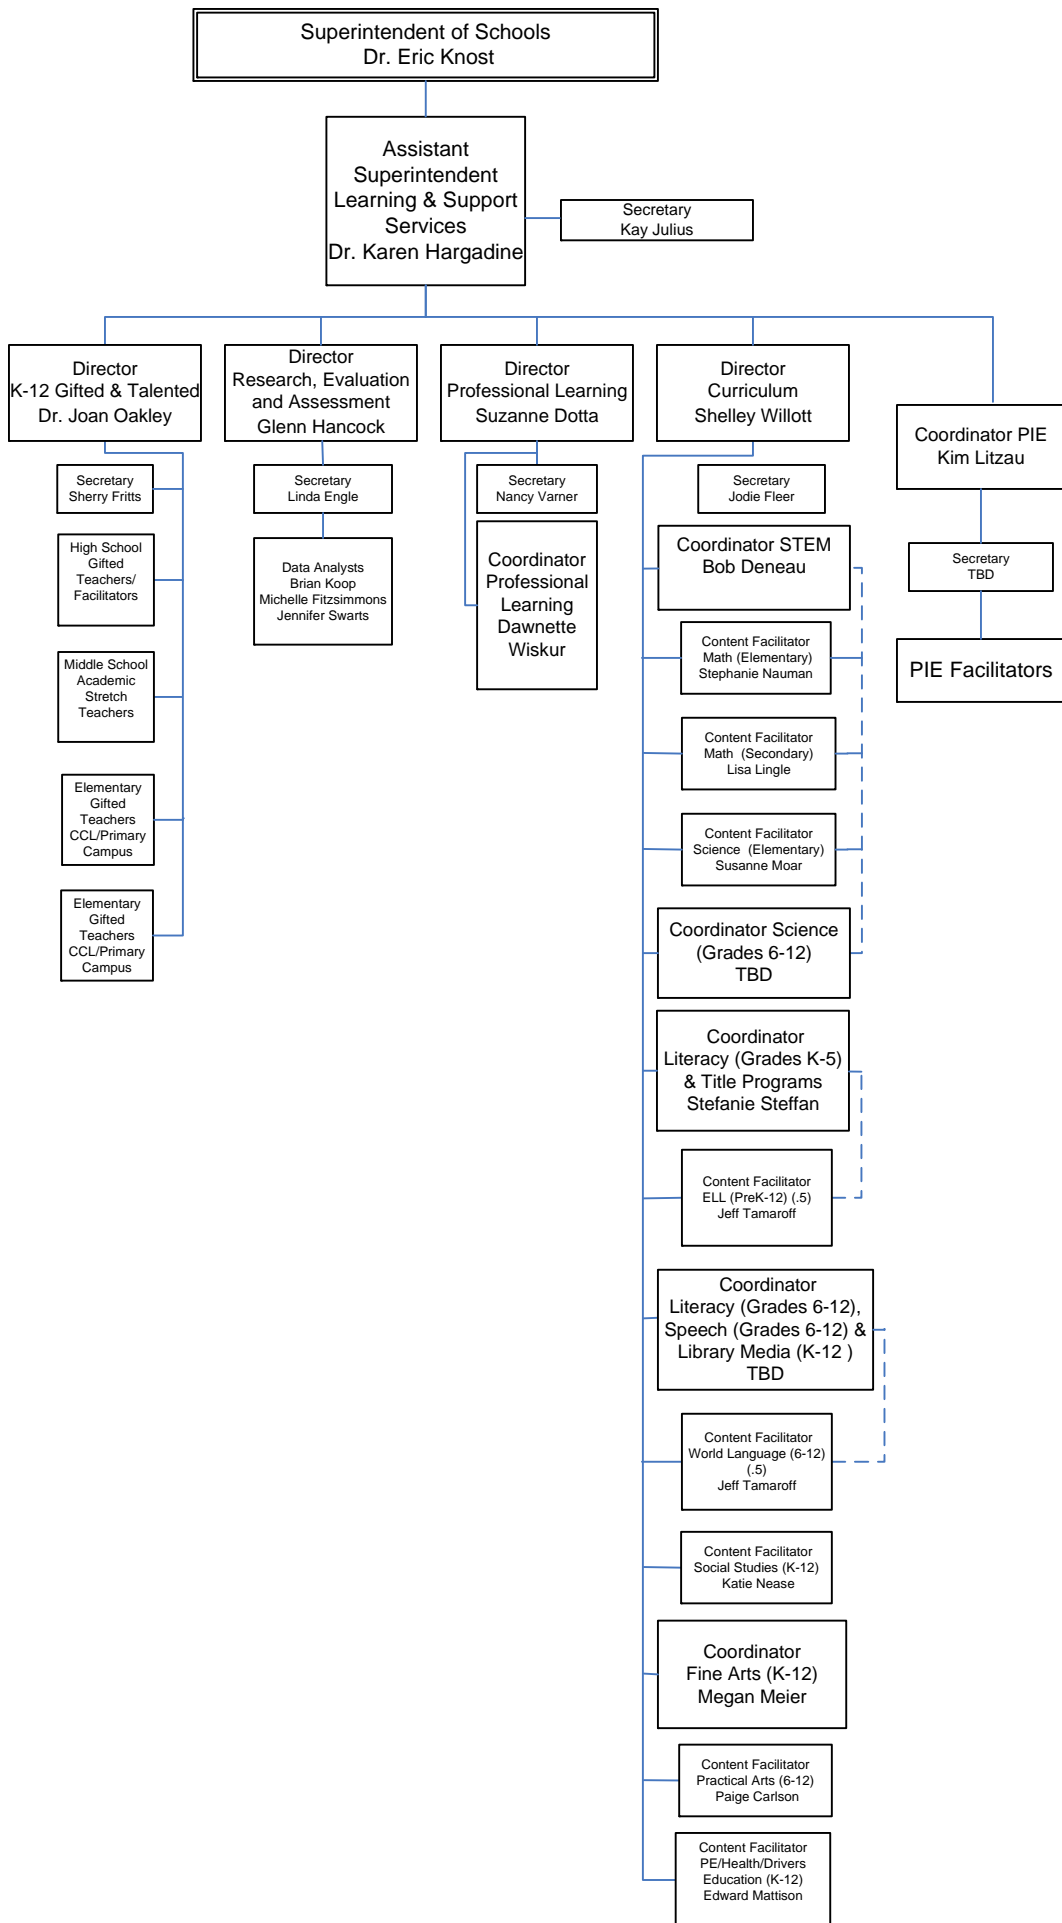 Superintendent of Schools
Dr. Eric Knost
Assistant
Superintendent
Learning & Support
Services
Dr. Karen Hargadine
Secretary
Kay Julius
Director
K-12 Gifted & Talented
Dr. Joan Oakley
Secretary
Sherry Fritts
High School
Gifted
Teachers/
Facilitators
Middle School
Academic
Stretch
Teachers
Elementary
Gifted
Teachers
CCL/Primary
Campus
Elementary
Gifted
Teachers
CCL/Primary
Campus
Director
Research, Evaluation
and Assessment
Glenn Hancock
Secretary
Linda Engle
Data Analysts
Brian Koop
Michelle Fitzsimmons
Jennifer Swarts
Director
Professional Learning
Suzanne Dotta
Secretary
Nancy Varner
Coordinator
Professional
Learning
Dawnette
Wiskur
Director
Curriculum
Shelley Willott
Secretary
Jodie Fleer
Coordinator STEM
Bob Deneau
Content Facilitator
Math (Elementary)
Stephanie Nauman
Content Facilitator
Math  (Secondary)
Lisa Lingle
Content Facilitator
Science  (Elementary)
Susanne Moar
Coordinator Science
(Grades 6-12)
TBD
Coordinator
Literacy (Grades K-5)
& Title Programs
Stefanie Steffan
Content Facilitator
ELL (PreK-12) (.5)
Jeff Tamaroff
Coordinator
Literacy (Grades 6-12),
Speech (Grades 6-12) &
Library Media (K-12 )
TBD
Content Facilitator
World Language (6-12)
(.5)
Jeff Tamaroff
Content Facilitator
Social Studies (K-12)
Katie Nease
Coordinator
Fine Arts (K-12)
Megan Meier
Content Facilitator
Practical Arts (6-12)
Paige Carlson
Content Facilitator
PE/Health/Drivers
Education (K-12)
Edward Mattison
Coordinator PIE
Kim Litzau
Secretary
TBD
PIE Facilitators